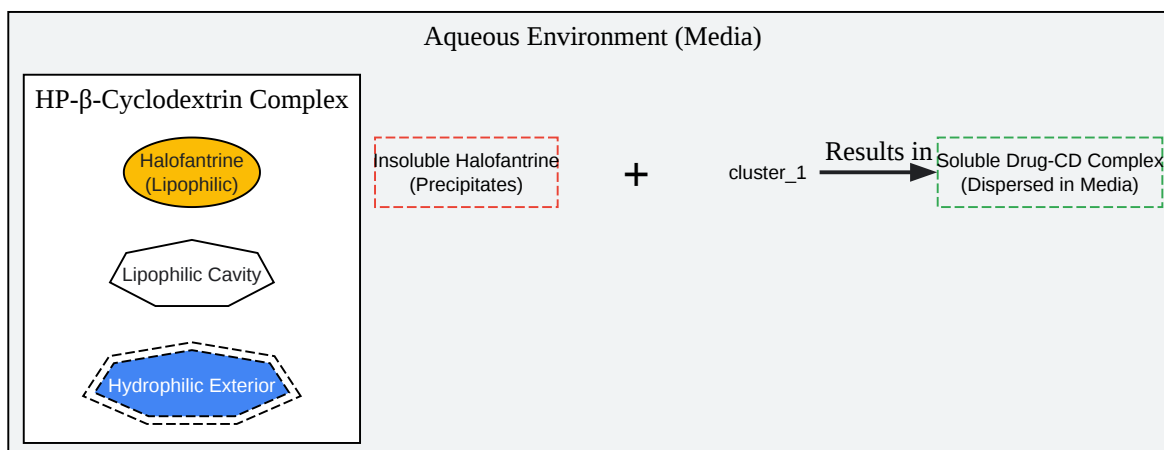 Aqueous Environment (Media)
HP-β-Cyclodextrin Complex
Halofantrine
(Lipophilic)
Lipophilic Cavity
Hydrophilic Exterior
Insoluble Halofantrine
(Precipitates)
+
cluster_1
Results in
Soluble Drug-CD Complex
(Dispersed in Media)